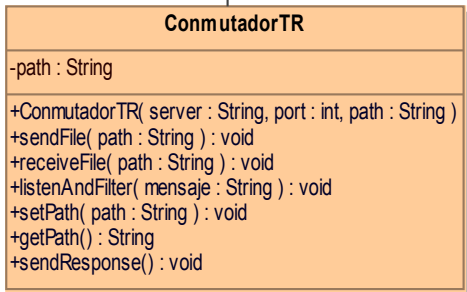 ConmutadorTR
-path : String
+ConmutadorTR( server : String, port : int, path : String )
+sendFile( path : String ) : void
+receiveFile( path : String ) : void
+listenAndFilter( mensaje : String ) : void
+setPath( path : String ) : void
+getPath() : String
+sendResponse() : void